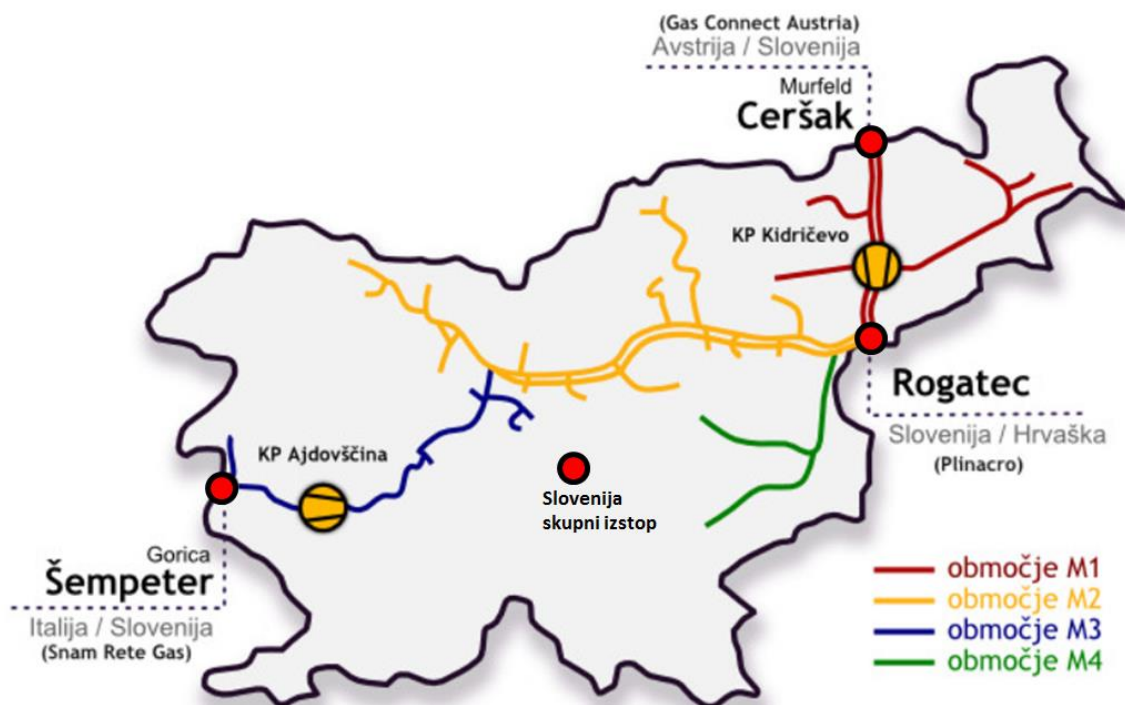 (Gas Connect Austria)
Avstrija / Slovenija
Murfeld
Ceršak
KP Kidričevo
Rogatec
Slovenija / Hrvaška
(Plinacro)
KP Ajdovščina
Slovenija
skupni izstop
Gorica
Šempeter
Italija / Slovenija
(Snam Rete Gas)
območje M1
območje M2
območje M3
območje M4